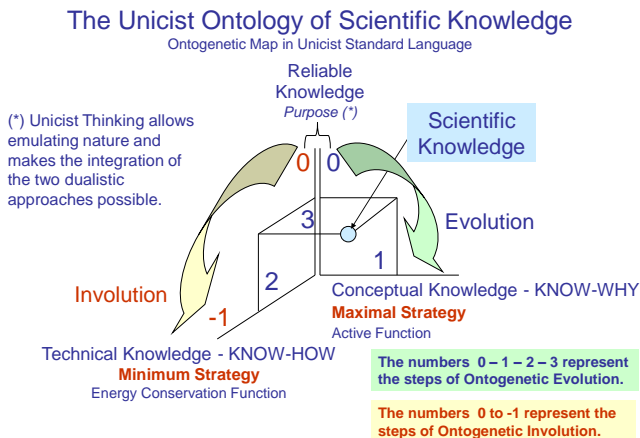 The Unicist Ontology of Scientific Knowledge
Ontogenetic Map in Unicist Standard Language
Reliable
Knowledge
Purpose (*)
(*) Unicist Thinking allows
emulating nature and
makes the integration of
the two dualistic
approaches possible.
Scientific
Knowledge
0 0
3
Evolution
1
2
Involution
-1
Conceptual Knowledge - KNOW-WHY
Maximal Strategy
Active Function
Technical Knowledge - KNOW-HOW
Minimum Strategy
Energy Conservation Function
The numbers 0 – 1 – 2 – 3 represent
the steps of Ontogenetic Evolution.
The numbers 0 to -1 represent the
steps of Ontogenetic Involution.